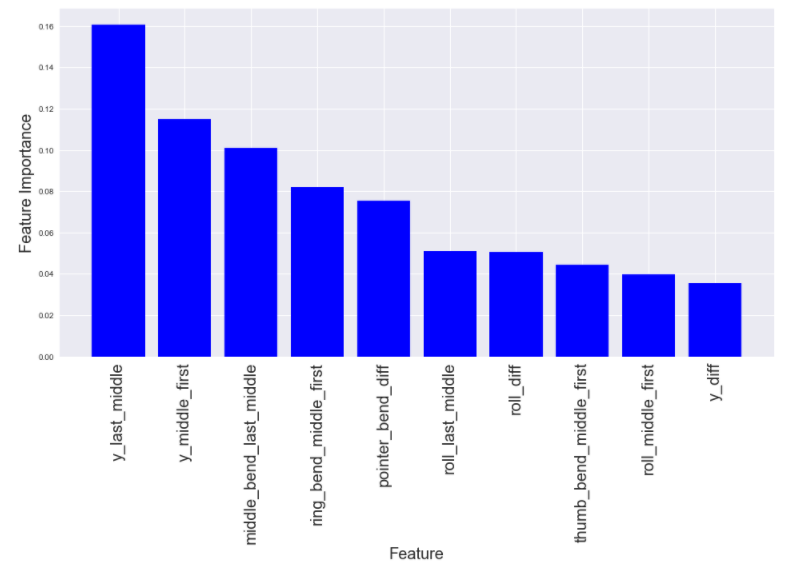 0.16
0.14
0.12
0.10
0.08
0.06
0.04
0.02
0.00
Feature Importance
y_last_middle
y_middle_first
middle_bend_last_middle
ring_bend_middle_first
pointer_bend_diff
roll_last_middle
roll_diff
thumb_bend_middle_first
roll_middle_first
y_diff
Feature